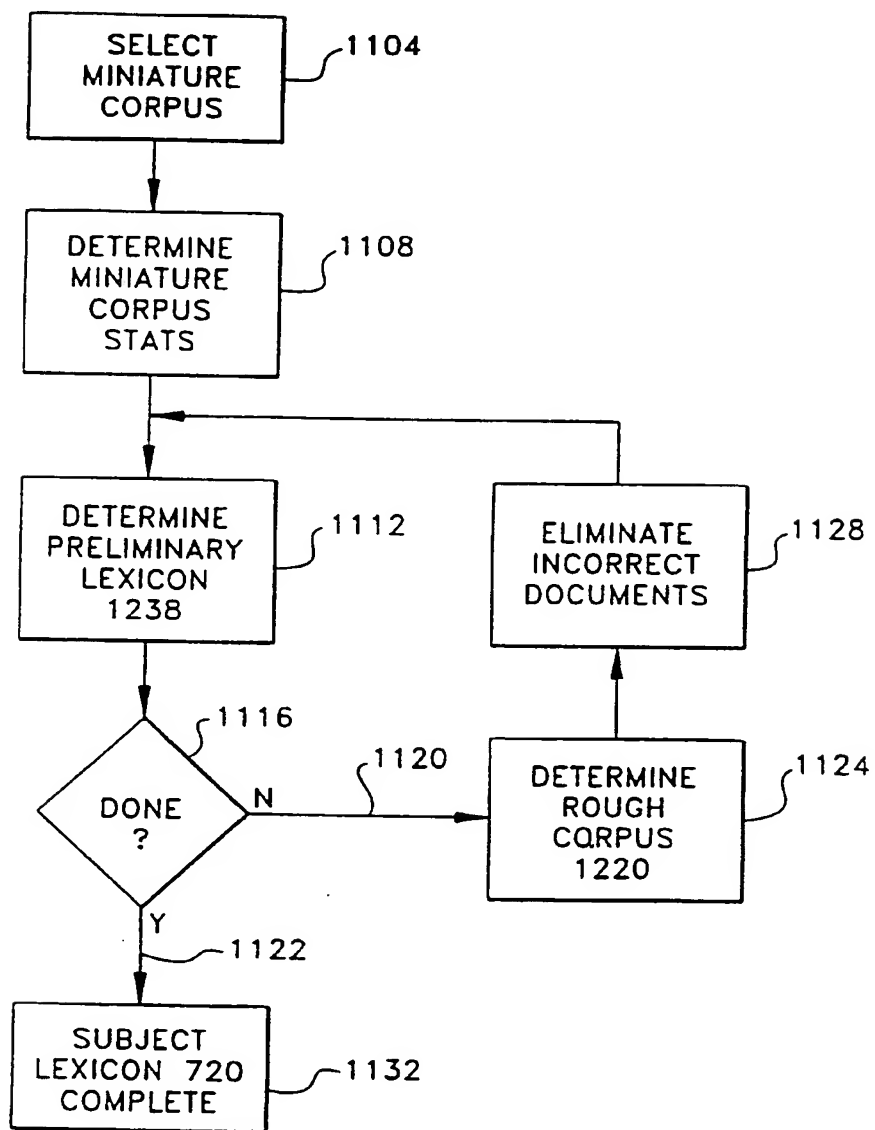 SELECT
MINIATURE
CORPUS
1104
DETERMINE
MINIATURE
CORPUS
STATS
1108
DETERMINE
PRELIMINARY
LEXICON
1238
1112
ELIMINATE
INCORRECT
DOCUMENTS
1128
DONE
?
1116
N
1120
DETERMINE
ROUGH
CORPUS
1220
1124
Y
1122
SUBJECT
LEXICON 720
COMPLETE
1132